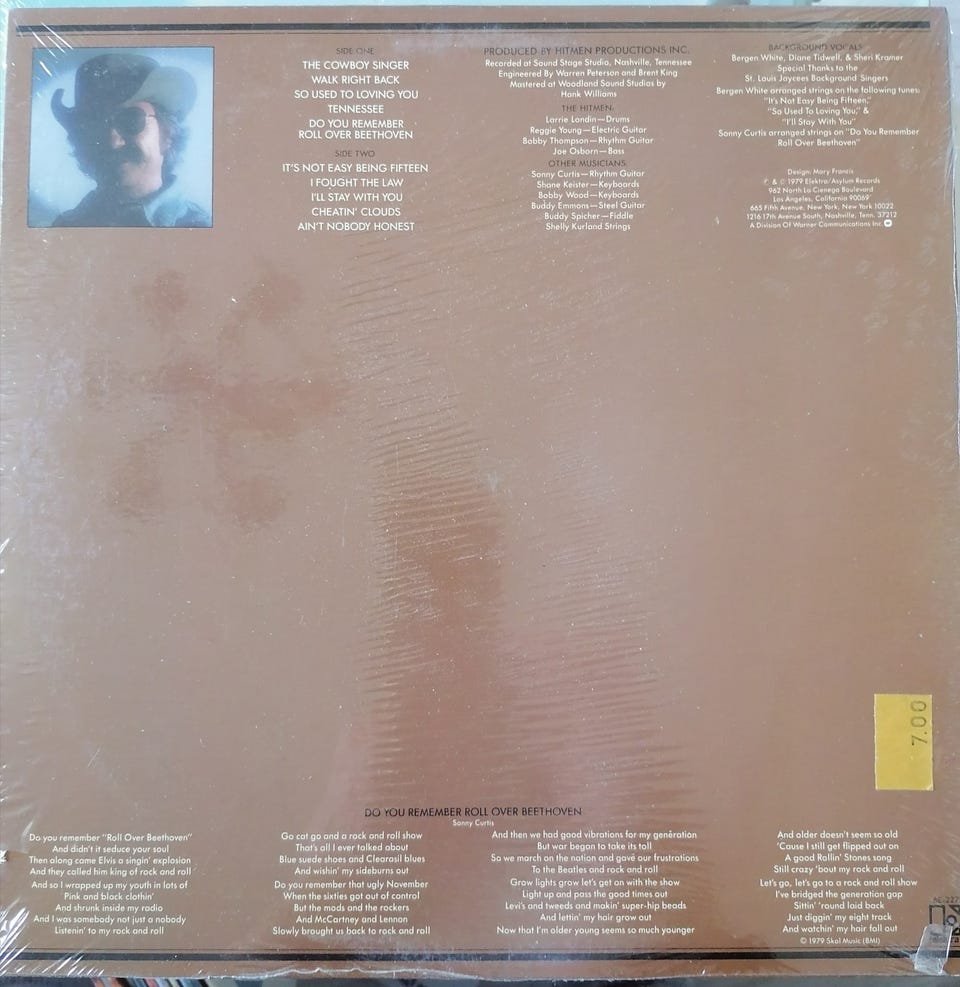 SIDE ONE
THE COWBOY SINGER
WALK RIGHT BACK
SO USED TO LOVING YOU
TENNESSEE
DO YOU REMEMBER
ROLL OVER BEETHOVEN
SIDE TWO
IT'S NOT EASY BEING FIFTEEN
I FOUGHT THE LAW
I'LL STAY WITH YOU
CHEATIN' CLOUDS
AIN'T NOBODY HONEST
PRODUCED BY HITMEN PRODUCTIONS INC.
Recorded at Sound Stage Studio, Nashville, Tennessee
Engineered By Warren Peterson and Brent King
Mastered at Woodland Sound Studios by
Hank Williams
THE HITMEN:
Larrie Londin—Drums
Reggie Young—Electric Guitar
Bobby Thompson—Rhythm Guitar
Joe Osborn—Bass
OTHER MUSICIANS:
Sonny Curtis—Rhythm Guitar
Shane Keister—Keyboards
Bobby Wood—Keyboards
Buddy Emmons—Steel Guitar
Buddy Spicher—Fiddle
Shelly Kurland Strings
BACKGROUND VOCALS
Bergen White, Diane Tidwell, & Sheri Kramer
Special Thanks to the
St. Louis Jaycees Background Singers
Bergen White arranged strings on the following tunes:
"It's Not Easy Being Fifteen,"
"So Used To Loving You," &
"I'll Stay With You"
Sonny Curtis arranged strings on "Do You Remember
Roll Over Beethoven"
Design: Mary Francis
℗ & © 1979 Elektra/Asylum Records
962 North La Cienega Boulevard
Los Angeles, California 90069
665 Fifth Avenue, New York, New York 10022
1216 17th Avenue South, Nashville, Tenn. 37212
A Division Of Warner Communications Inc.
7.00
DO YOU REMEMBER ROLL OVER BEETHOVEN
Sonny Curtis
Do you remember "Roll Over Beethoven"
And didn't it seduce your soul
Then along came Elvis a singin' explosion
And they called him king of rock and roll
And so I wrapped up my youth in lots of
Pink and black clothin'
And shrunk inside my radio
And I was somebody not just a nobody
Listenin' to my rock and roll
Go cat go and a rock and roll show
That's all I ever talked about
Blue suede shoes and Clearasil blues
And wishin' my sideburns out
Do you remember that ugly November
When the sixties got out of control
But the mods and the rockers
And McCartney and Lennon
Slowly brought us back to rock and roll
And then we had good vibrations for my generation
But war began to take its toll
So we march on the nation and gave our frustrations
To the Beatles and rock and roll
Grow lights grow let's get on with the show
Light up and pass the good times out
Levi's and tweeds and makin' super-hip beads
And lettin' my hair grow out
Now that I'm older young seems so much younger
And older doesn't seem so old
'Cause I still get flipped out on
A good Rollin' Stones song
Still crazy 'bout my rock and roll
Let's go, let's go to a rock and roll show
I've bridged the generation gap
Sittin' 'round laid back
Just diggin' my eight track
And watchin' my hair fall out
© 1979 Skol Music (BMI)